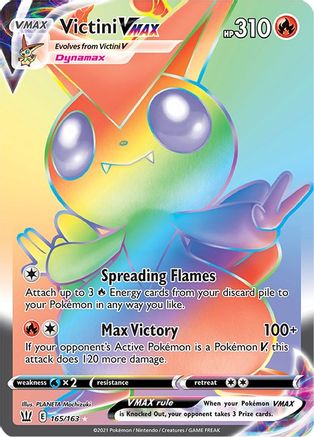 VMAX
Victini VMAX
HP 310
Evolves from Victini V
Dynamax
Spreading Flames
Attach up to 3 Energy cards from your discard pile to
your Pokémon in any way you like.
Max Victory 100+
If your opponent's Active Pokémon is a Pokémon V, this
attack does 120 more damage.
weakness ×2 resistance retreat
Illus. PLANETA Mochizuki
E 165/163
VMAX rule
When your Pokémon VMAX
is Knocked Out, your opponent takes 3 Prize cards.
©2021 Pokémon / Nintendo / Creatures / GAME FREAK